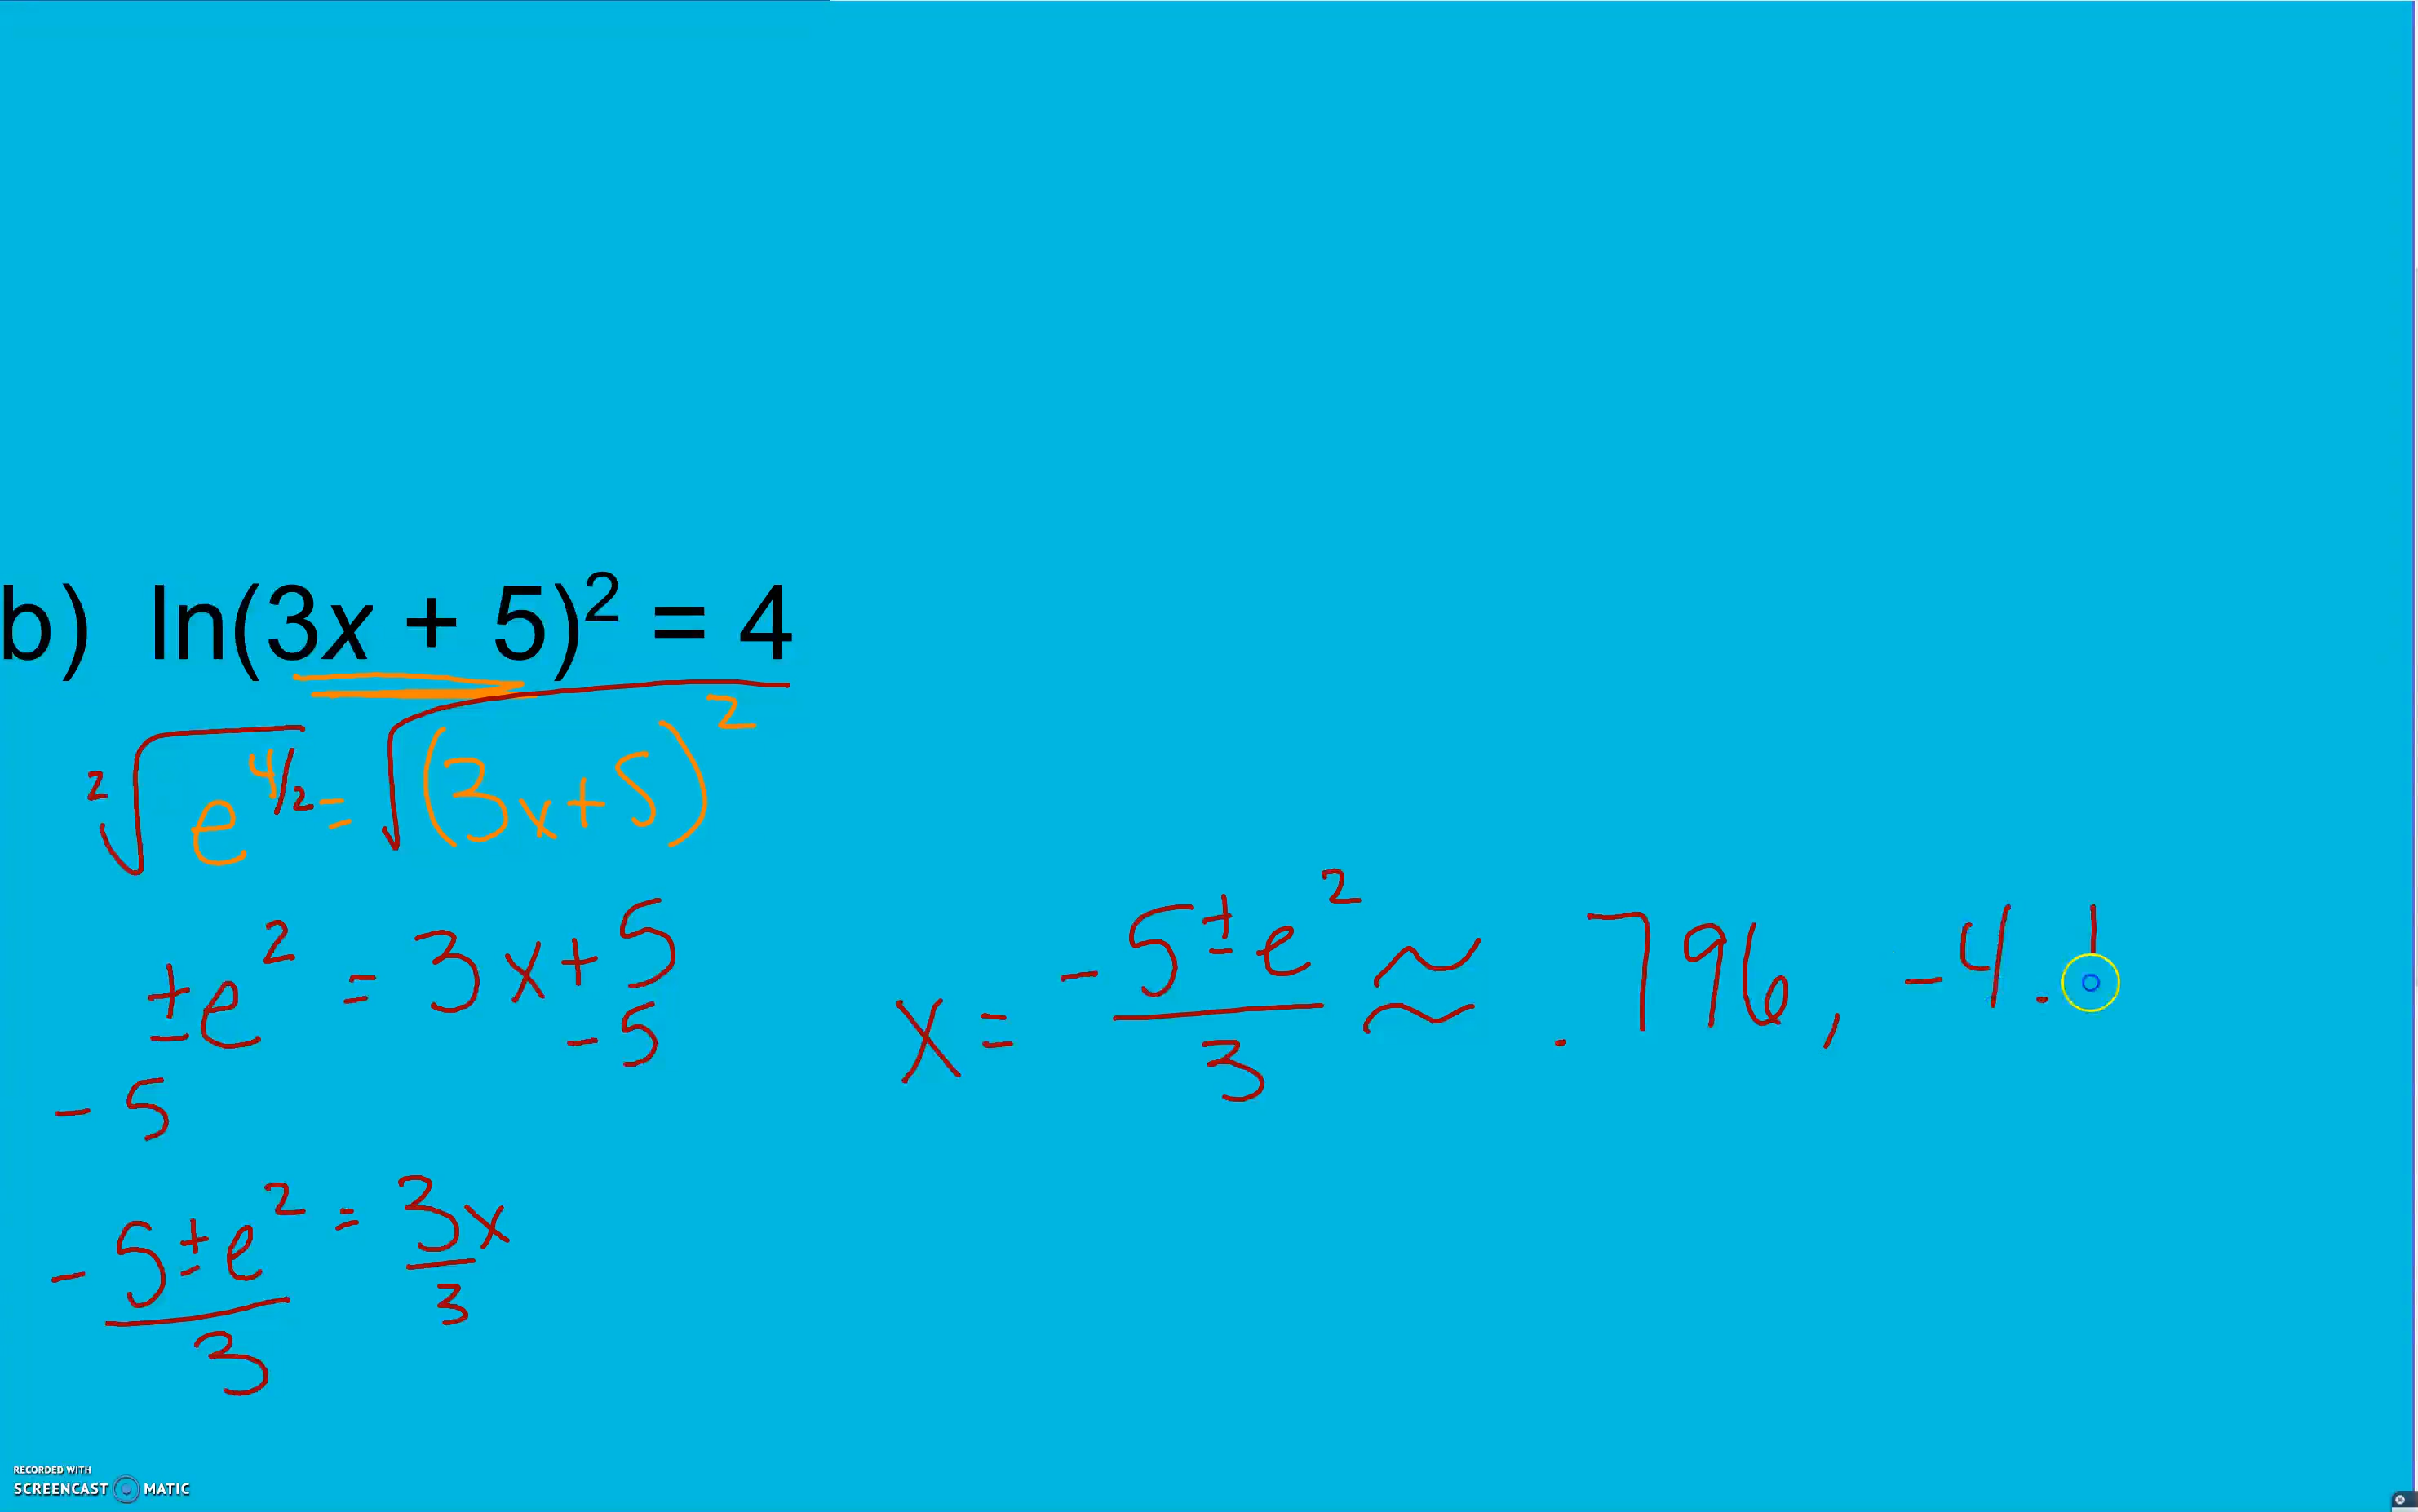 b) ln(3x + 5)² = 4
²√e^4/2 = √(3x+5)²
±e² = 3x+5
-5 -5
-5±e² / 3 = 3x / 3
x = -5±e² / 3 ≈ .796, -4.1
RECORDED WITH
SCREENCAST MATIC